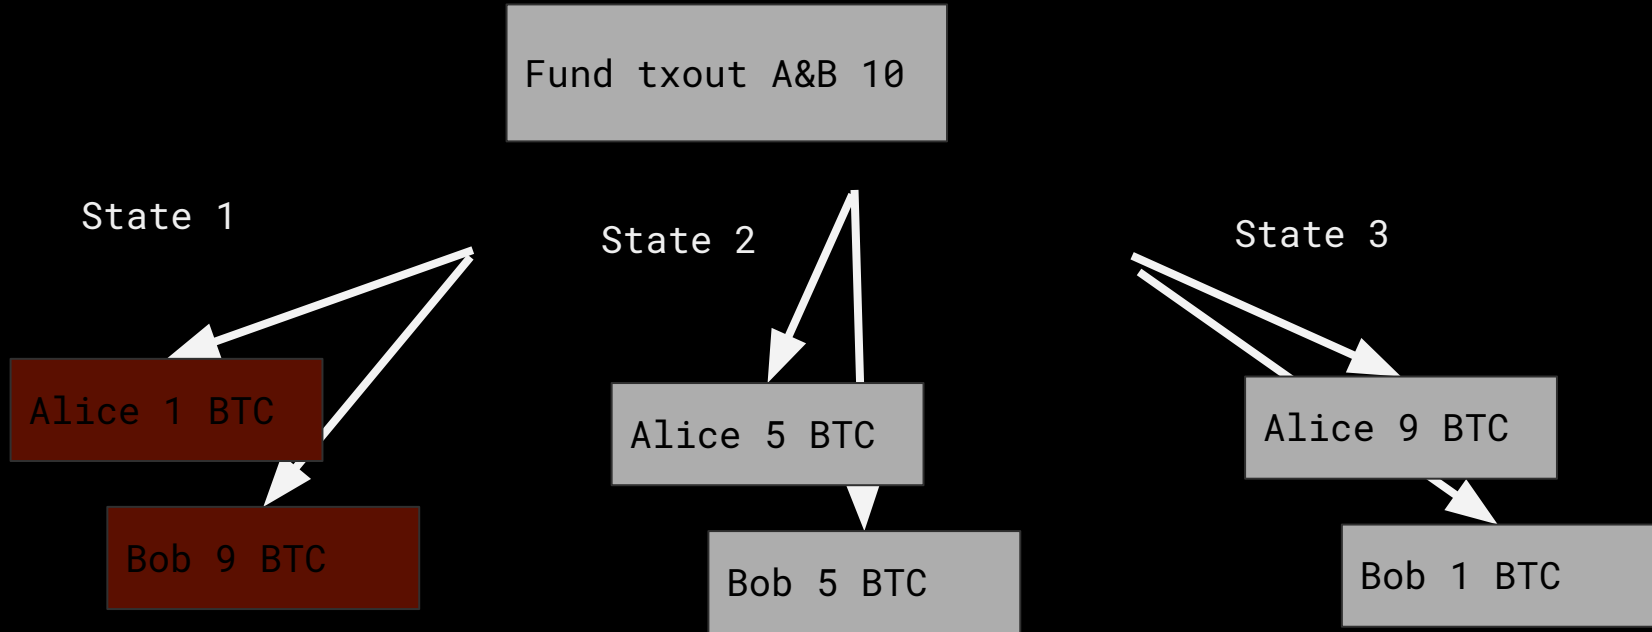 Fund txout A&B 10
State 1
State 2
State 3
Alice 1 BTC
Bob 9 BTC
Alice 5 BTC
Bob 5 BTC
Alice 9 BTC
Bob 1 BTC